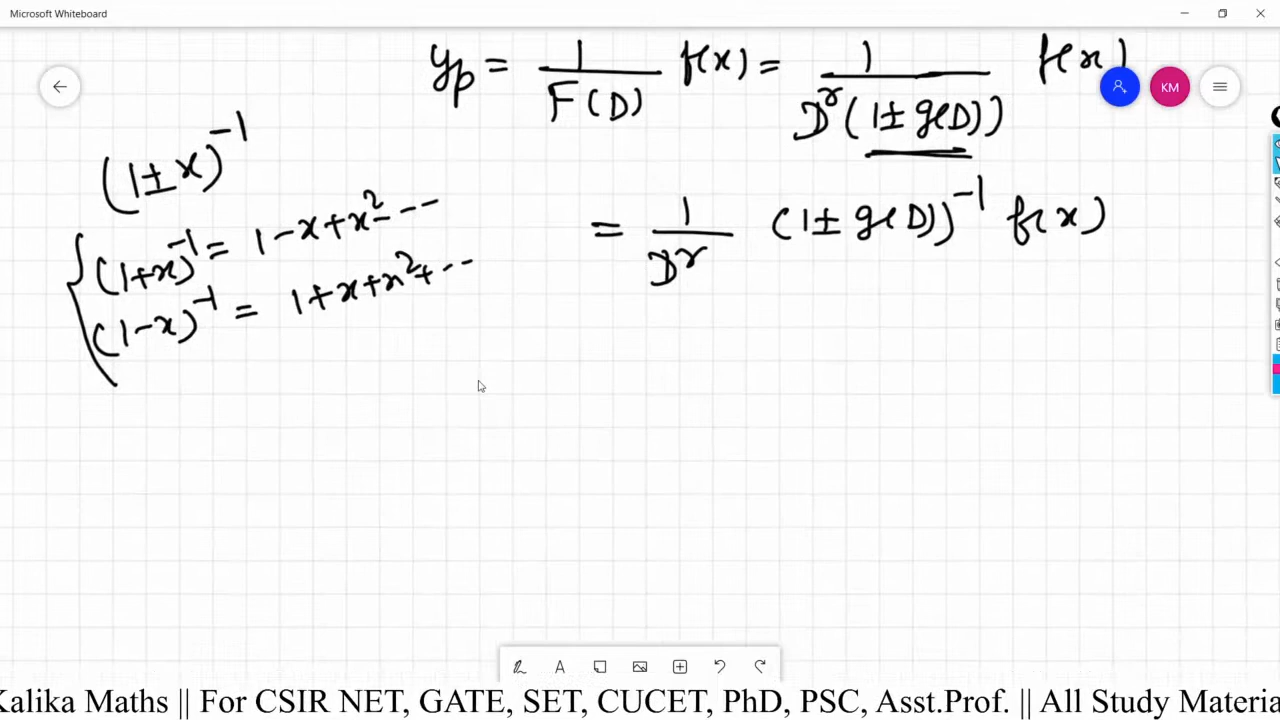 Microsoft Whiteboard
yp = 1/F(D) f(x) = 1/D^r(1± g(D)) f(x)
KM
(1±x)^-1
= 1/D^r (1± g(D))^-1 f(x)
(1+x)^-1 = 1-x+x^2- --
(1-x)^-1 = 1+x+x^2+ --
A
Kalika Maths || For CSIR NET, GATE, SET, CUCET, PhD, PSC, Asst.Prof. || All Study Materia